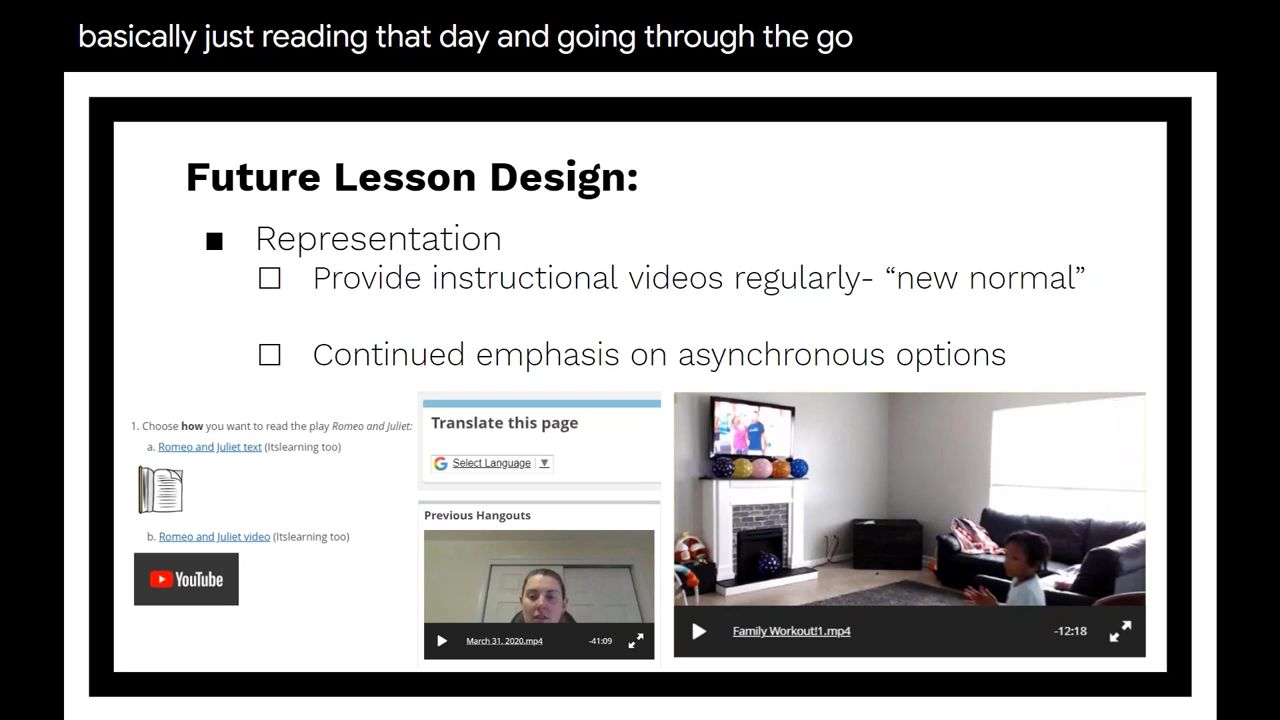 basically just reading that day and going through the go
Future Lesson Design:
■ Representation
□ Provide instructional videos regularly- “new normal”
□ Continued emphasis on asynchronous options
1. Choose how you want to read the play Romeo and Juliet:
a. Romeo and Juliet text (Itslearning too)
b. Romeo and Juliet video (Itslearning too)
YouTube
Translate this page
G Select Language ▼
Previous Hangouts
March 31, 2020.mp4 -41:09
Family Workout!1.mp4 -12:18